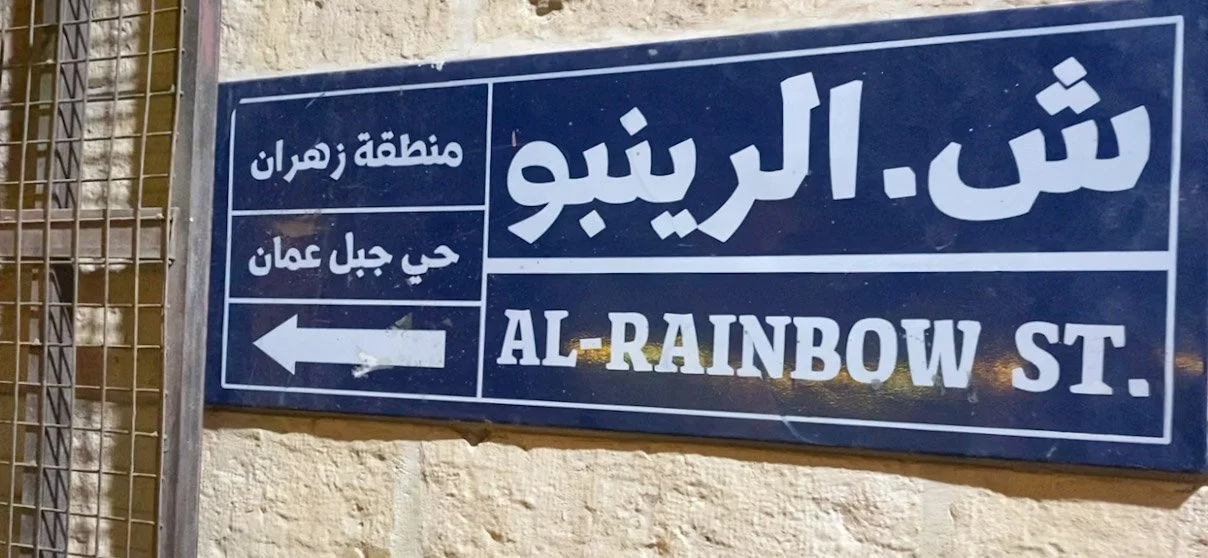 ش. الرينبو
AL-RAINBOW ST.
منطقة زهران
حي جبل عمان